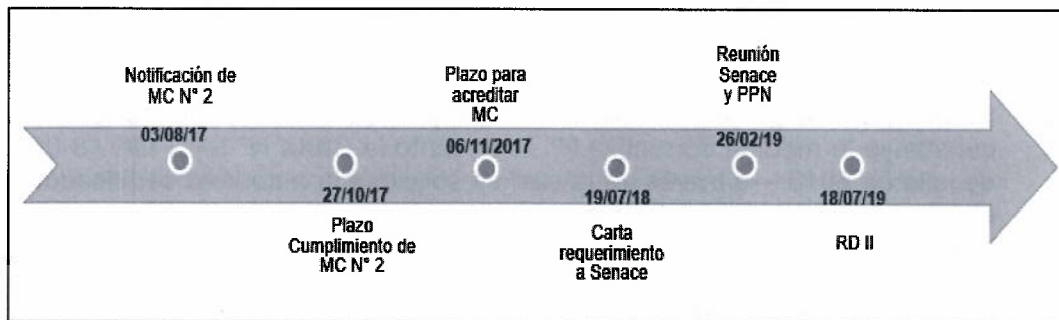 Notificación de
MC N° 2
03/08/17
27/10/17
Plazo
Cumplimiento de
MC N° 2
Plazo para
acreditar
MC
06/11/2017
19/07/18
Carta
requerimiento
a Senace
Reunión
Senace
y PPN
26/02/19
18/07/19
RD II